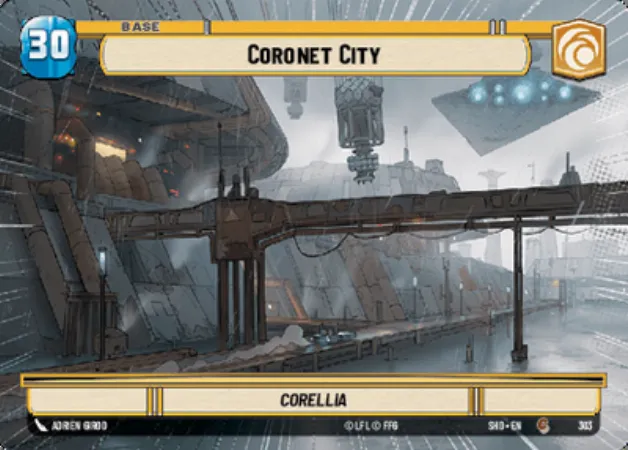 30
BASE
CORONET CITY
CORELLIA
ADRIEN GIROD
© LFL © FFG
SHD • EN
303